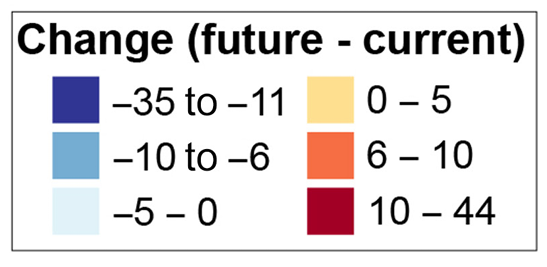 Change (future - current)
–35 to –11
–10 to –6
–5 – 0
0 – 5
6 – 10
10 – 44